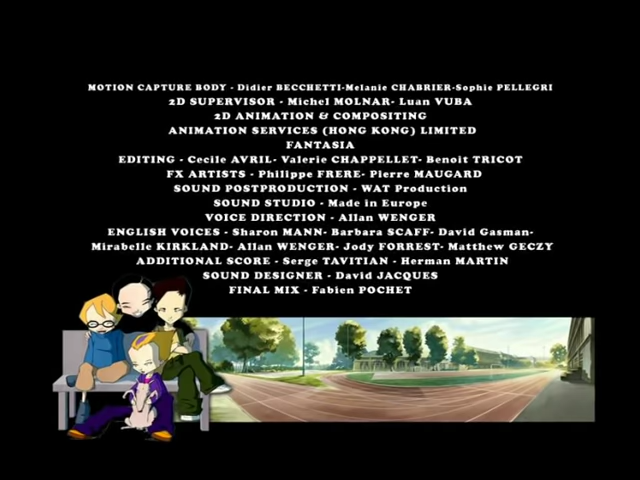 MOTION CAPTURE BODY - Didier BECCHETTI-Melanie CHABRIER-Sophie PELLEGRI
2D SUPERVISOR - Michel MOLNAR- Luan VUBA
2D ANIMATION & COMPOSITING
ANIMATION SERVICES (HONG KONG) LIMITED
FANTASIA
EDITING - Cecile AVRIL- Valerie CHAPPELLET- Benoit TRICOT
FX ARTISTS - Philippe FRERE- Pierre MAUGARD
SOUND POSTPRODUCTION - WAT Production
SOUND STUDIO - Made in Europe
VOICE DIRECTION - Allan WENGER
ENGLISH VOICES - Sharon MANN- Barbara SCAFF- David Gasman-
Mirabelle KIRKLAND- Allan WENGER- Jody FORREST- Matthew GECZY
ADDITIONAL SCORE - Serge TAVITIAN - Herman MARTIN
SOUND DESIGNER - David JACQUES
FINAL MIX - Fabien POCHET